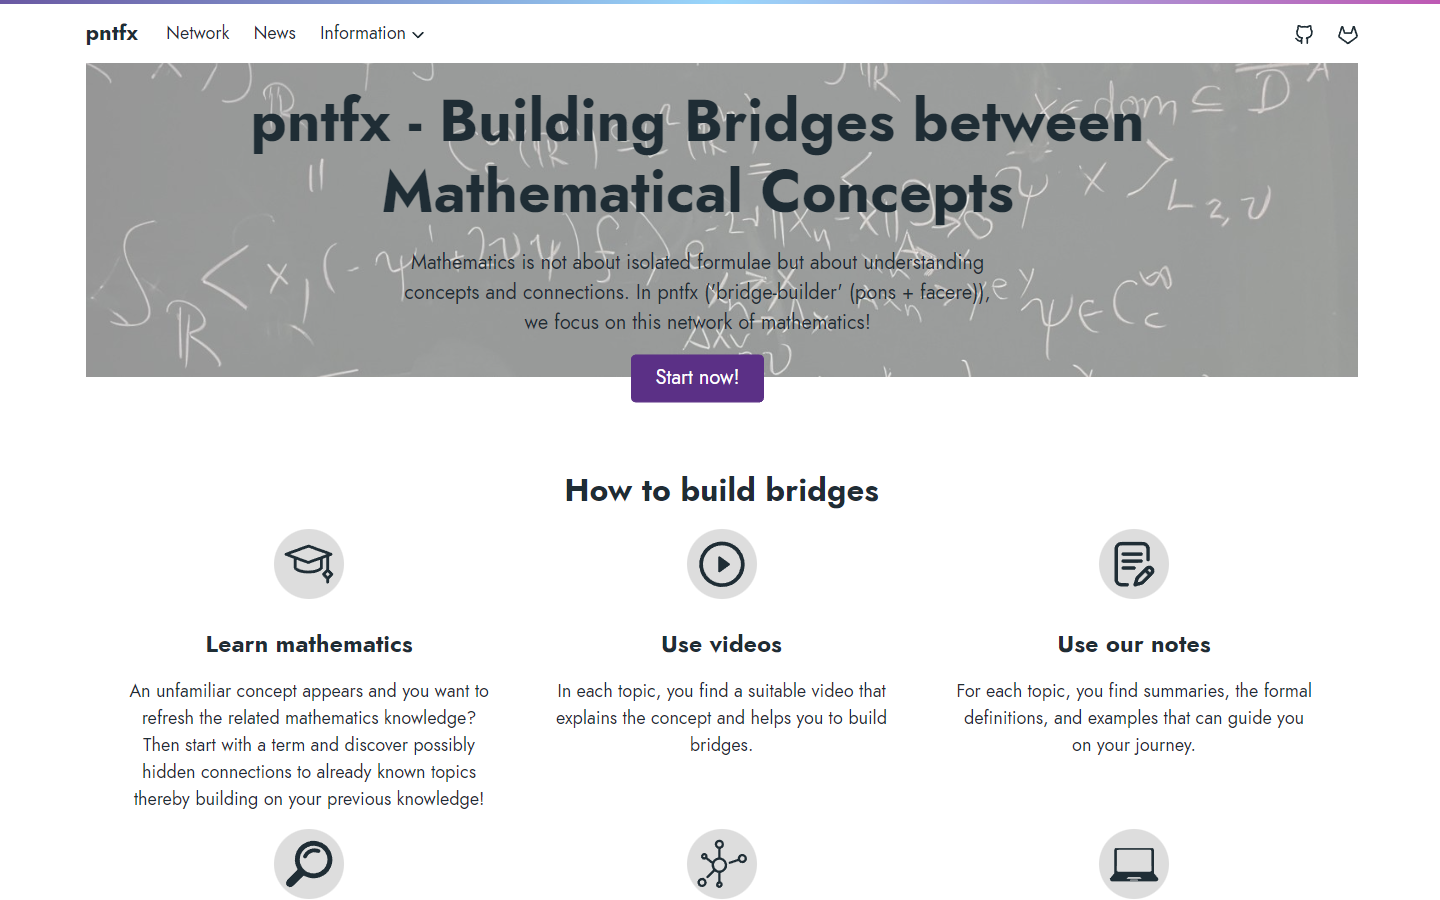 pntfx Network News Information
pntfx - Building Bridges between
Mathematical Concepts
Mathematics is not about isolated formulae but about understanding
concepts and connections. In pntfx (‘bridge-builder’ (pons + facere)),
we focus on this network of mathematics!
Start now!
How to build bridges
Learn mathematics
An unfamiliar concept appears and you want to
refresh the related mathematics knowledge?
Then start with a term and discover possibly
hidden connections to already known topics
thereby building on your previous knowledge!
Use videos
In each topic, you find a suitable video that
explains the concept and helps you to build
bridges.
Use our notes
For each topic, you find summaries, the formal
definitions, and examples that can guide you
on your journey.